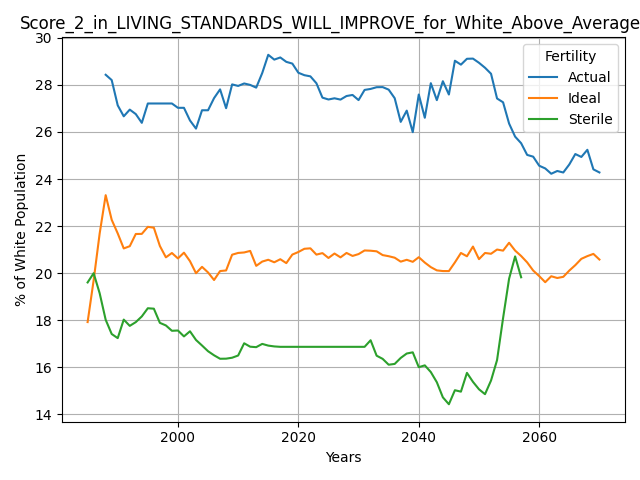 Score_2_in_LIVING_STANDARDS_WILL_IMPROVE_for_White_Above_Average
Fertility
Actual
Ideal
Sterile
% of White Population
30
28
26
24
22
20
18
16
14
2000
2020
2040
2060
Years